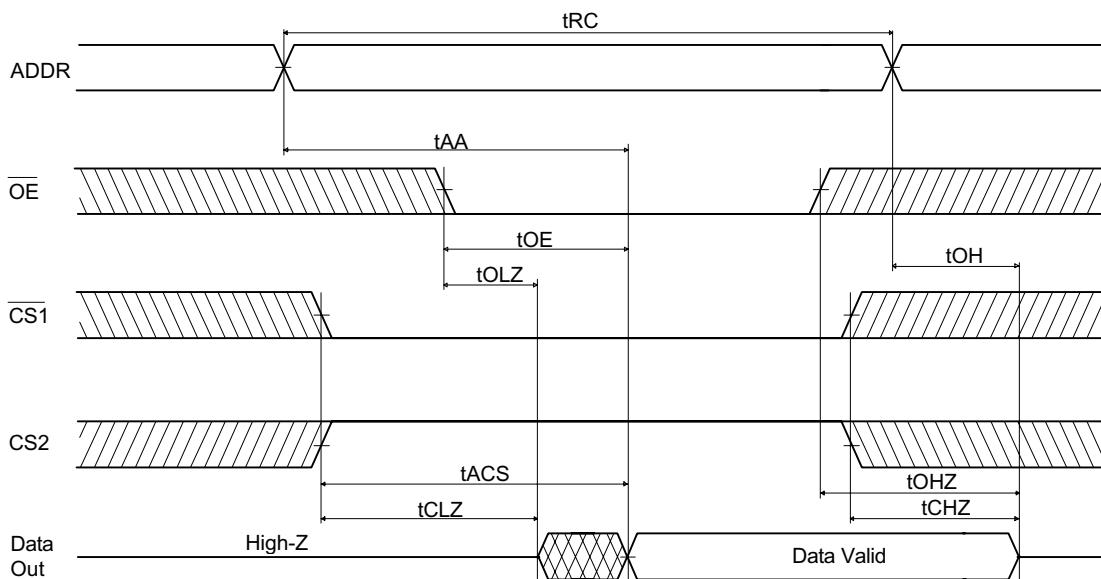 tRC
ADDR
tAA
OE
tOE
tOH
tOLZ
CS1
CS2
tACS
tOHZ
tCLZ
tCHZ
High-Z
Data Valid
Data
Out